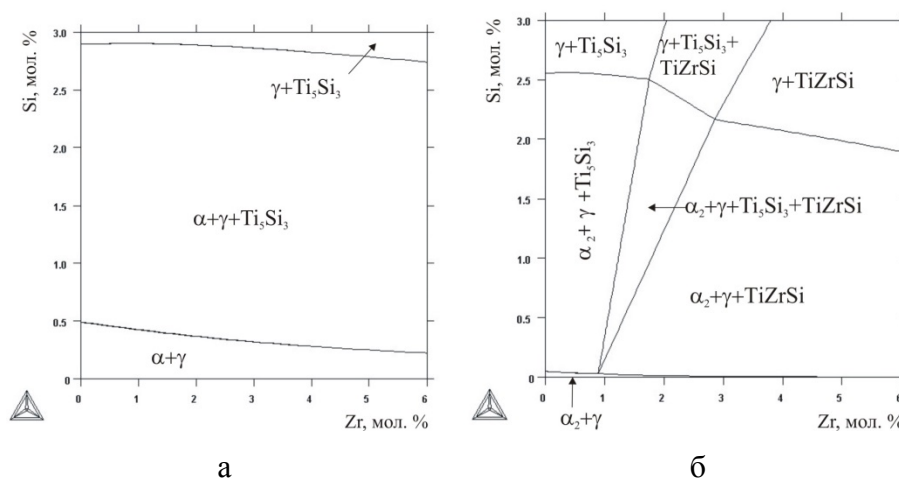 Si, мол. %
3.0
2.5
2.0
1.5
1.0
0.5
0
γ+Ti₅Si₃
α+γ+Ti₅Si₃
α+γ
0 1 2 3 4 5 6
Zr, мол. %
а
Si, мол. %
3.0
2.5
2.0
1.5
1.0
0.5
0
γ+Ti₅Si₃
γ+Ti₅Si₃+
TiZrSi
γ+TiZrSi
α₂+ γ +Ti₅Si₃
α₂+γ+Ti₅Si₃+TiZrSi
α₂+γ+TiZrSi
0 1 2 3 4 5 6
α₂+γ
Zr, мол. %
б